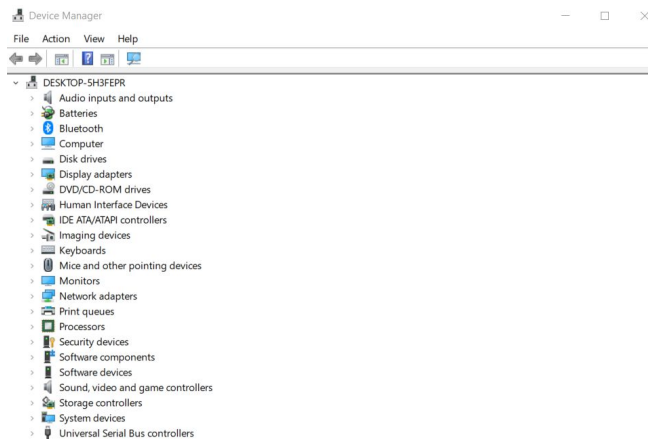 Device Manager
File Action View Help
DESKTOP-5H3FEPR
Audio inputs and outputs
Batteries
Bluetooth
Computer
Disk drives
Display adapters
DVD/CD-ROM drives
Human Interface Devices
IDE ATA/ATAPI controllers
Imaging devices
Keyboards
Mice and other pointing devices
Monitors
Network adapters
Print queues
Processors
Security devices
Software components
Software devices
Sound, video and game controllers
Storage controllers
System devices
Universal Serial Bus controllers